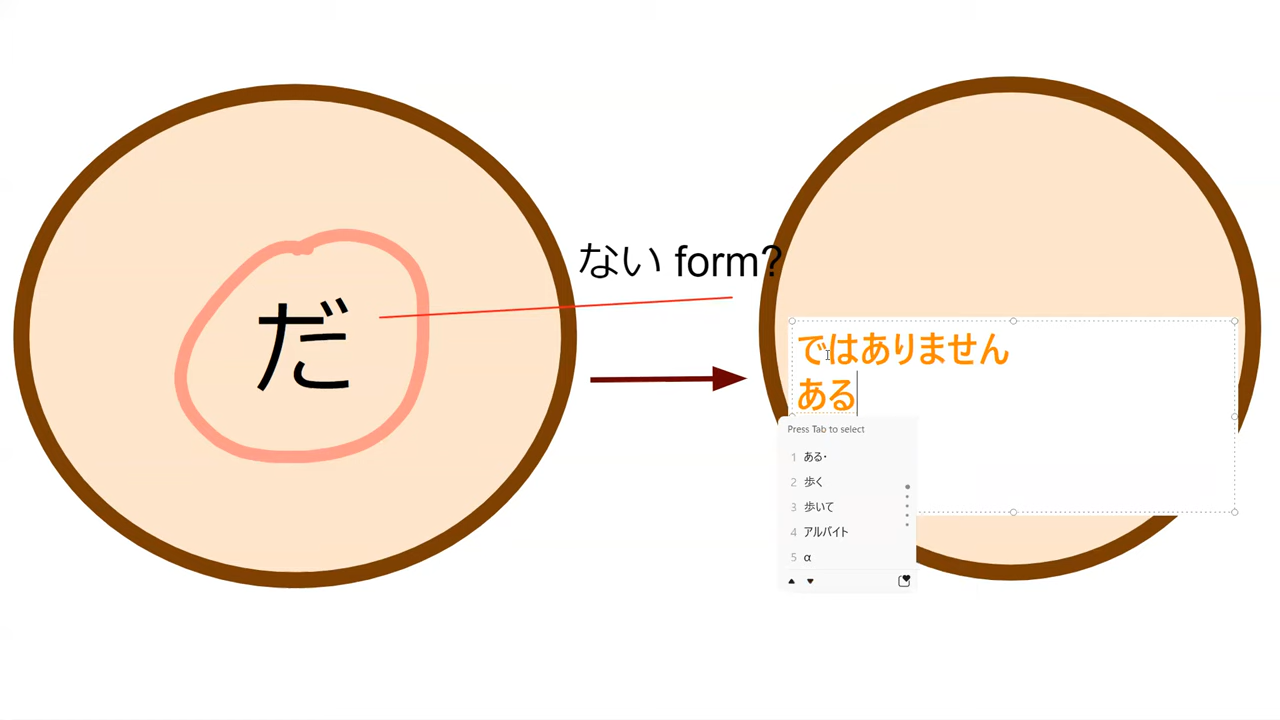 ない form?
だ
ではありません
ある
Press Tab to select
1 ある･
2 歩く
3 歩いて
4 アルバイト
5 α